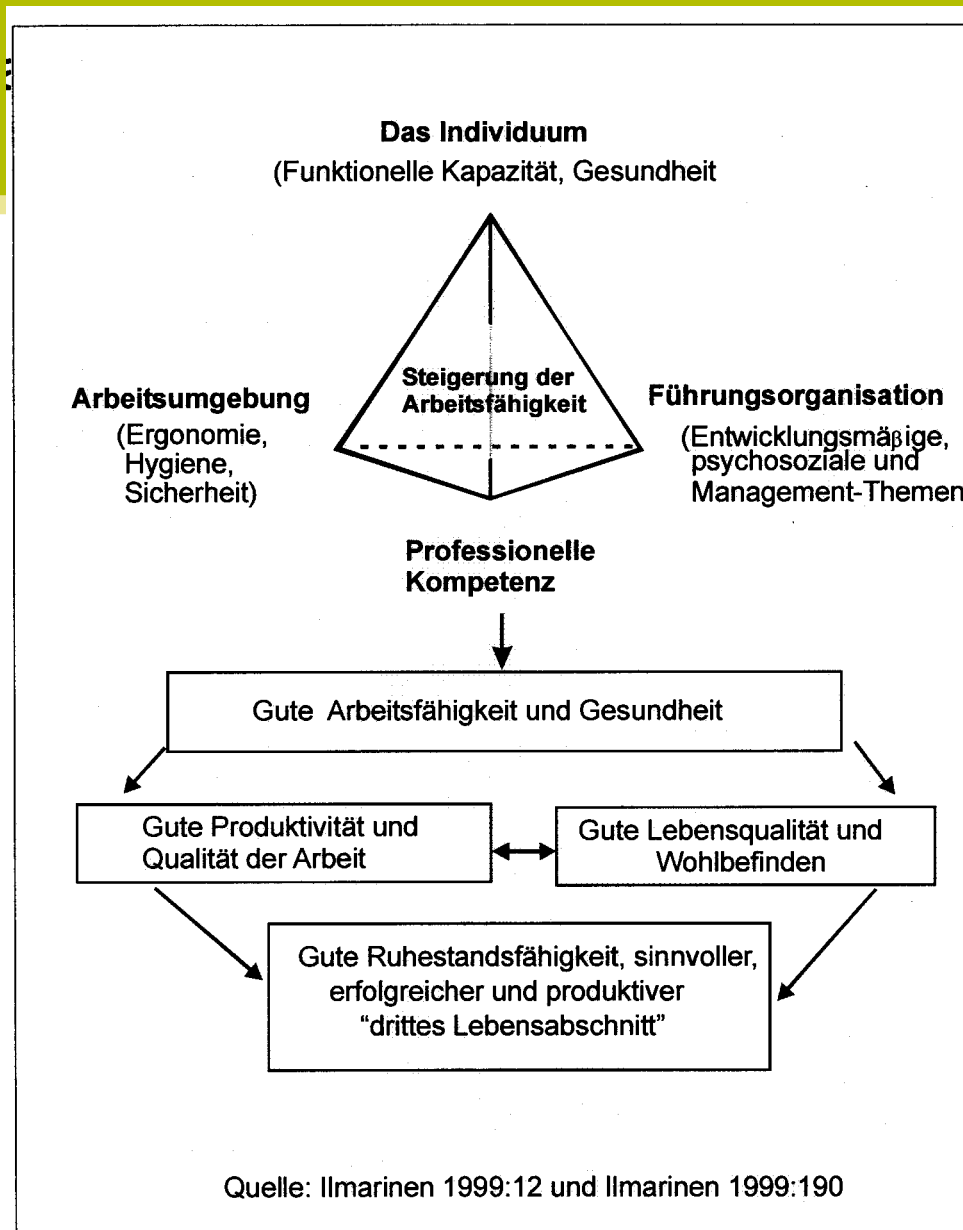 Das Individuum
(Funktionelle Kapazität, Gesundheit
Steigerung der
Arbeitsfähigkeit
Arbeitsumgebung
(Ergonomie,
Hygiene,
Sicherheit)
Führungsorganisation
(Entwicklungsmäßige,
psychosoziale und
Management-Themen
Professionelle
Kompetenz
Gute Arbeitsfähigkeit und Gesundheit
Gute Produktivität und
Qualität der Arbeit
Gute Lebensqualität und
Wohlbefinden
Gute Ruhestandsfähigkeit, sinnvoller,
erfolgreicher und produktiver
“drittes Lebensabschnitt”
Quelle: Ilmarinen 1999:12 und Ilmarinen 1999:190